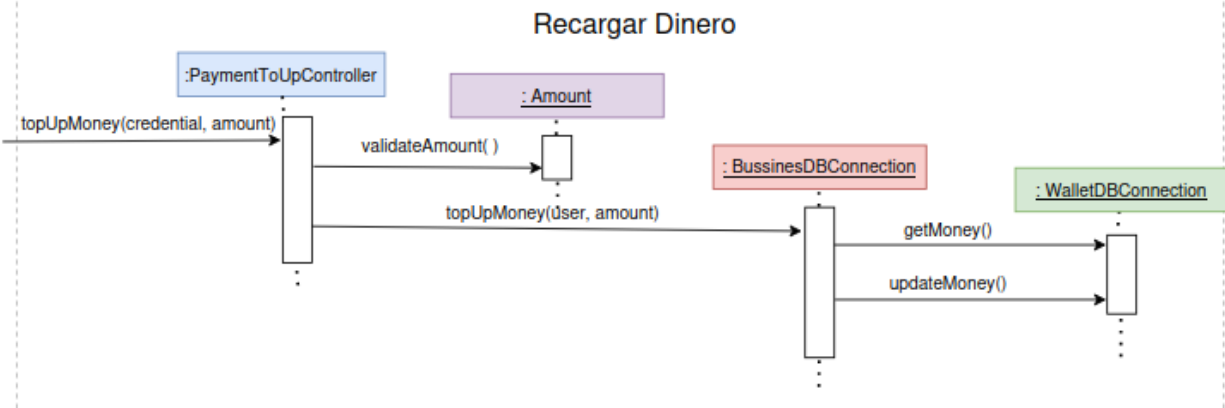 Recargar Dinero
:PaymentToUpController
: Amount
topUpMoney(credential, amount)
validateAmount( )
: BussinesDBConnection
: WalletDBConnection
topUpMoney(user, amount)
getMoney()
updateMoney()